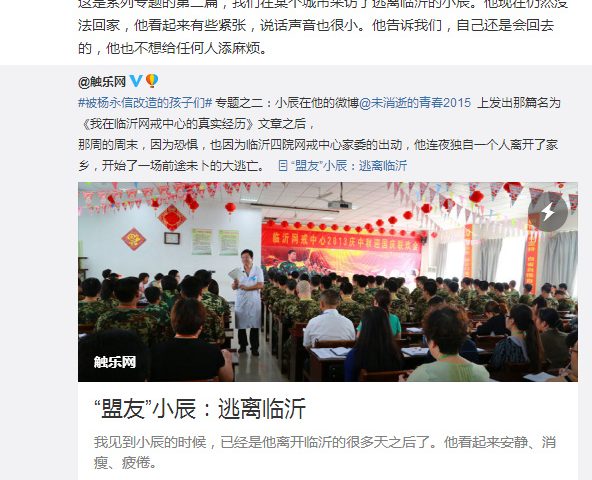 这是系列专题的第二篇，我们在某个城市采访了逃离临沂的小辰。他现在仍然没
法回家，他看起来有些紧张，说话声音也很小。他告诉我们，自己还是会回去
的，他也不想给任何人添麻烦。
@触乐网
#被杨永信改造的孩子们# 专题之二：小辰在他的微博@未消逝的青春2015 上发出那篇名为
《我在临沂网戒中心的真实经历》文章之后，
那周的周末，因为恐惧，也因为临沂四院网戒中心家委的出动，他连夜独自一个人离开了家
乡，开始了一场前途未卜的大逃亡。 “盟友”小辰：逃离临沂
临沂网戒中心2013庆中秋迎国庆联欢会
触乐网
“盟友”小辰：逃离临沂
我见到小辰的时候，已经是他离开临沂的很多天之后了。他看起来安静、消
瘦、疲倦。